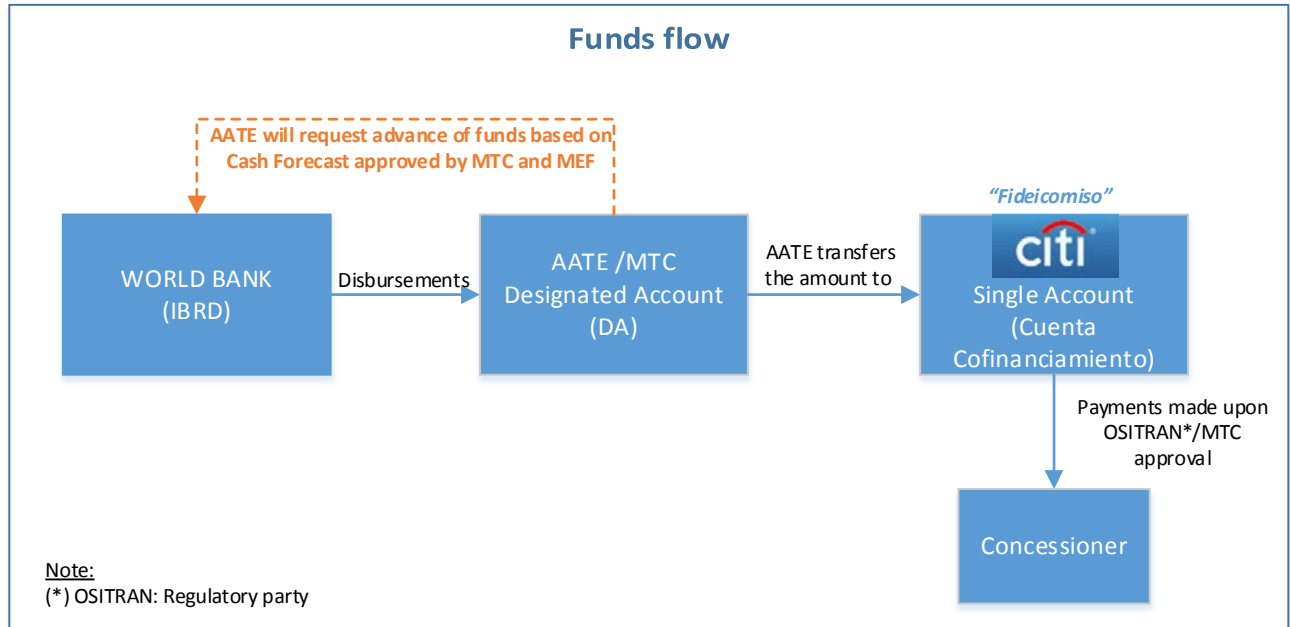 Funds flow
AATE will request advance of funds based on
Cash Forecast approved by MTC and MEF
WORLD BANK
(IBRD)
Disbursements
AATE /MTC
Designated Account
(DA)
AATE transfers
the amount to
“Fideicomiso”
citi®
Single Account
(Cuenta
Cofinanciamiento)
Payments made upon
OSITRAN*/MTC
approval
Concessioner
Note:
(*) OSITRAN: Regulatory party